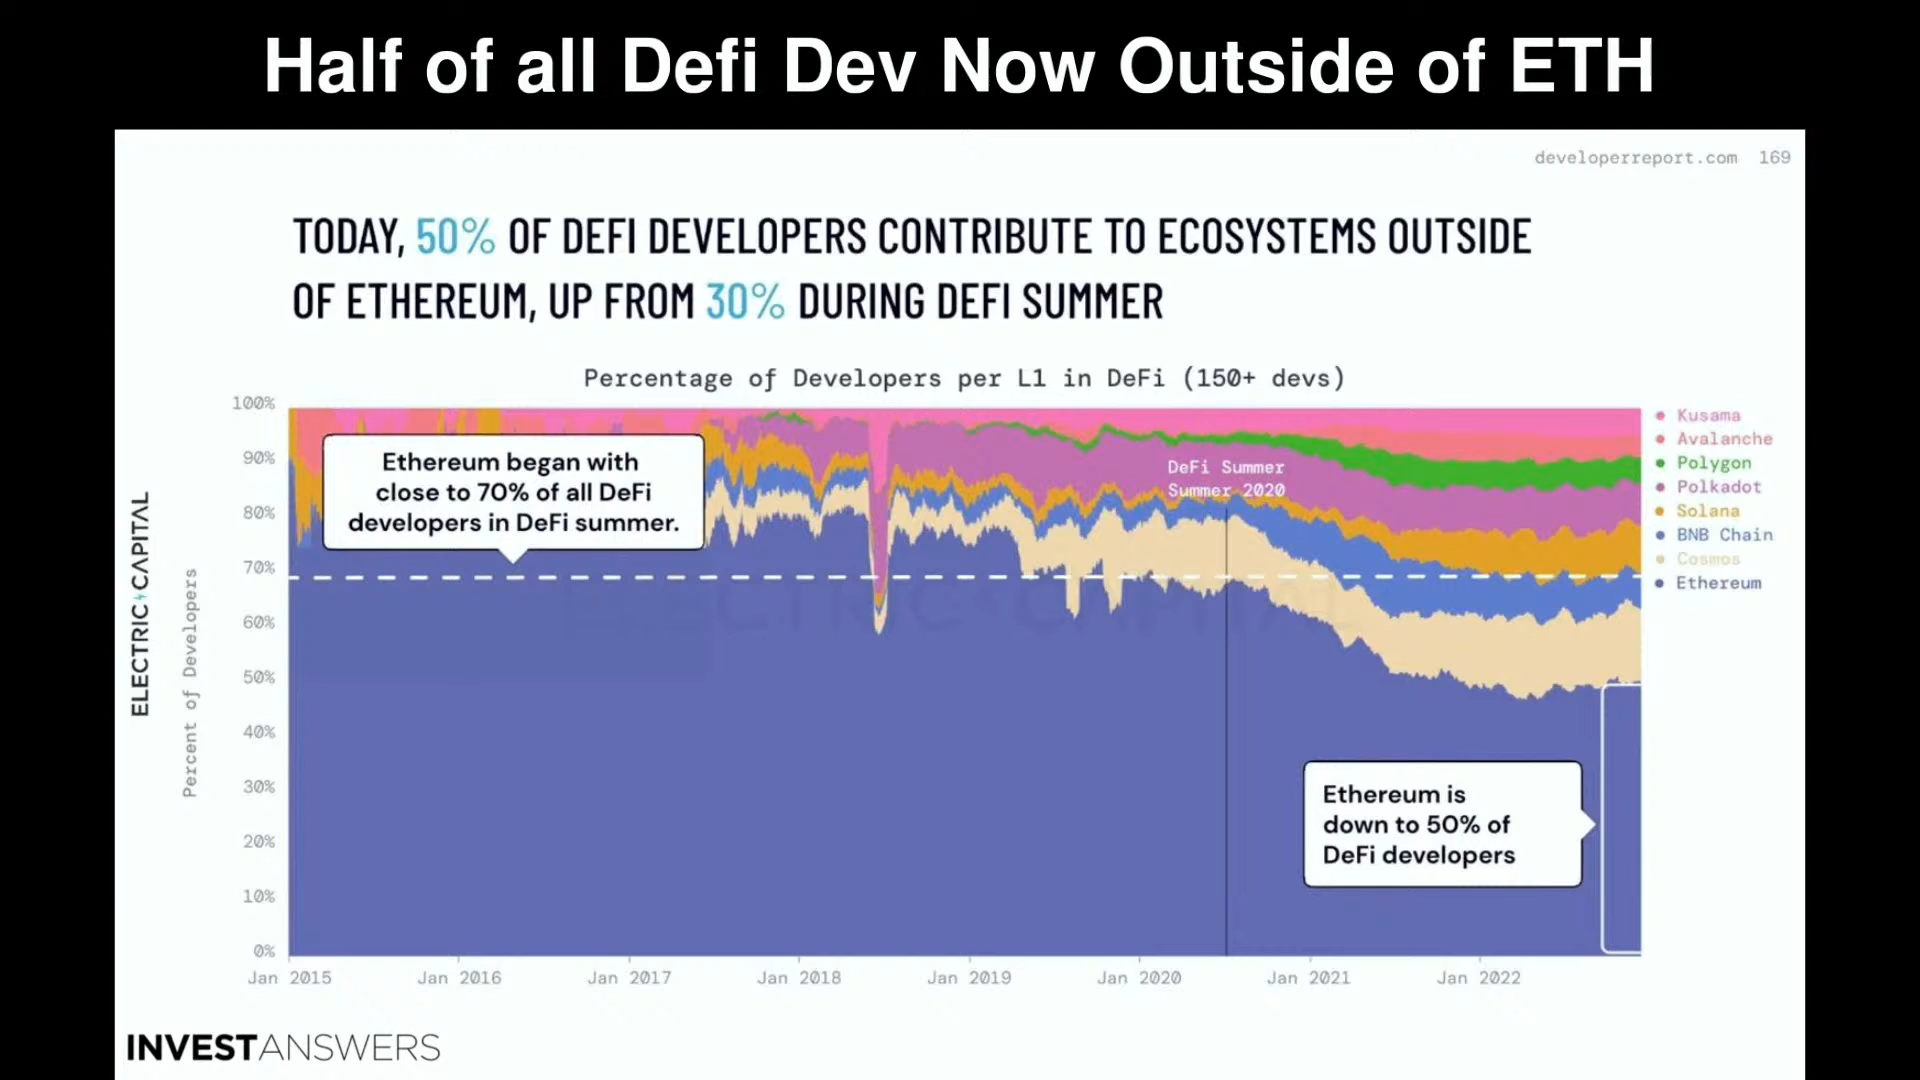 Half of all Defi Dev Now Outside of ETH
developerreport.com 169
TODAY, 50% OF DEFI DEVELOPERS CONTRIBUTE TO ECOSYSTEMS OUTSIDE
OF ETHEREUM, UP FROM 30% DURING DEFI SUMMER
Percentage of Developers per L1 in DeFi (150+ devs)
100%
90%
80%
70%
60%
50%
40%
30%
20%
10%
0%
Percent of Developers
ELECTRIC CAPITAL
Ethereum began with
close to 70% of all DeFi
developers in DeFi summer.
DeFi Summer
Summer 2020
ELECTRIC CAPITAL
Ethereum is
down to 50% of
DeFi developers
Kusama
Avalanche
Polygon
Polkadot
Solana
BNB Chain
Cosmos
Ethereum
Jan 2015
Jan 2016
Jan 2017
Jan 2018
Jan 2019
Jan 2020
Jan 2021
Jan 2022
INVESTANSWERS